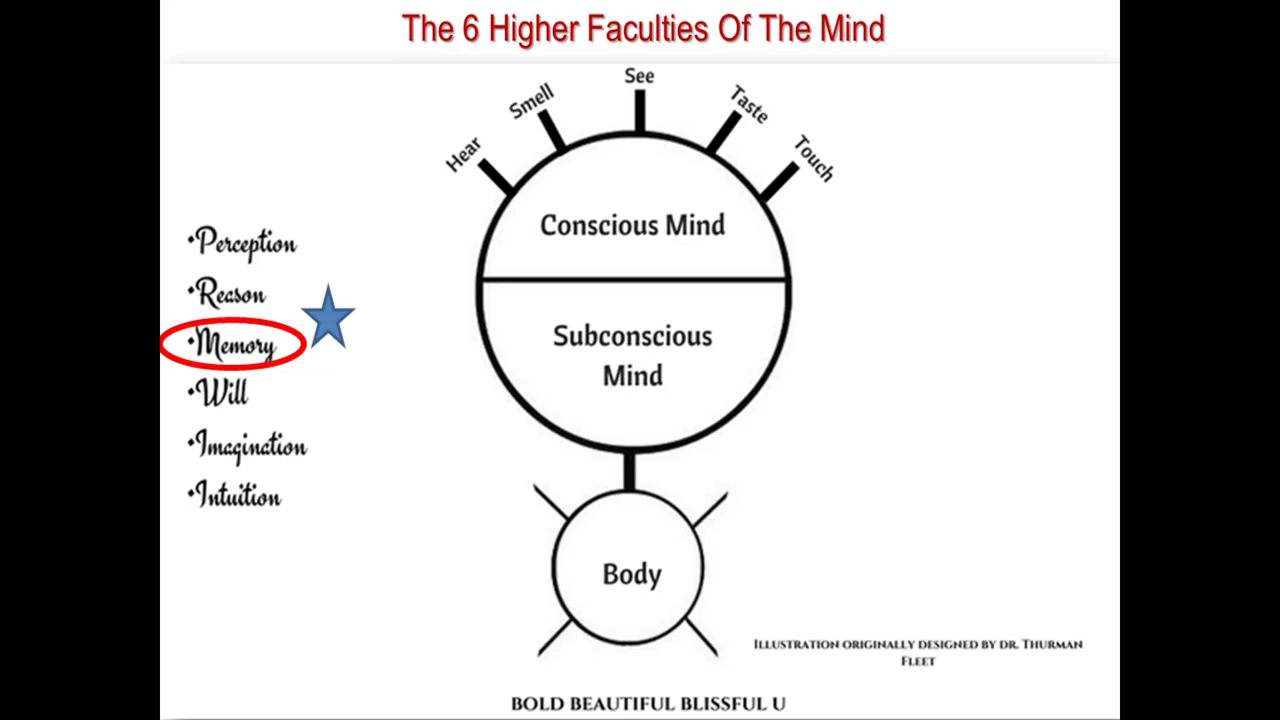 The 6 Higher Faculties Of The Mind
See
Smell
Taste
Hear
Touch
Conscious Mind
•Perception
•Reason
•Memory
•Will
•Imagination
•Intuition
Subconscious
Mind
Body
Illustration originally designed by Dr. Thurman
Fleet
BOLD BEAUTIFUL BLISSFUL U